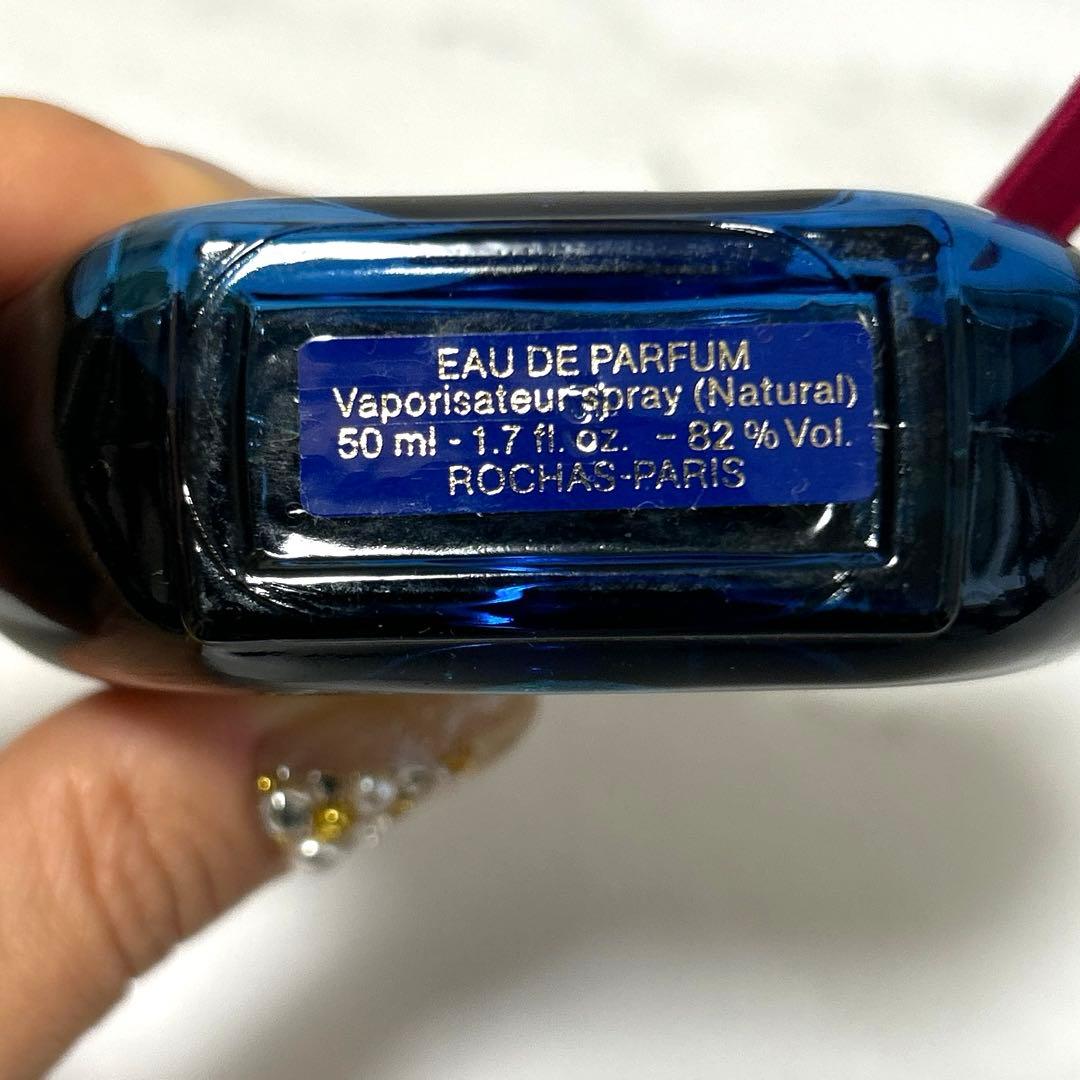 EAU DE PARFUM
Vaporisateur spray (Natural)
50 ml - 1.7 fl. oz. - 82 % Vol.
ROCHAS-PARIS